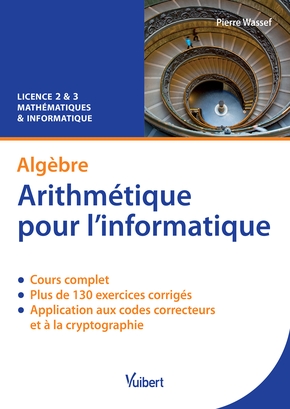 Pierre Wassef
LICENCE 2 & 3
MATHÉMATIQUES
& INFORMATIQUE
Algèbre
Arithmétique
pour l'informatique
• Cours complet
• Plus de 130 exercices corrigés
• Application aux codes correcteurs
et à la cryptographie
Vuibert